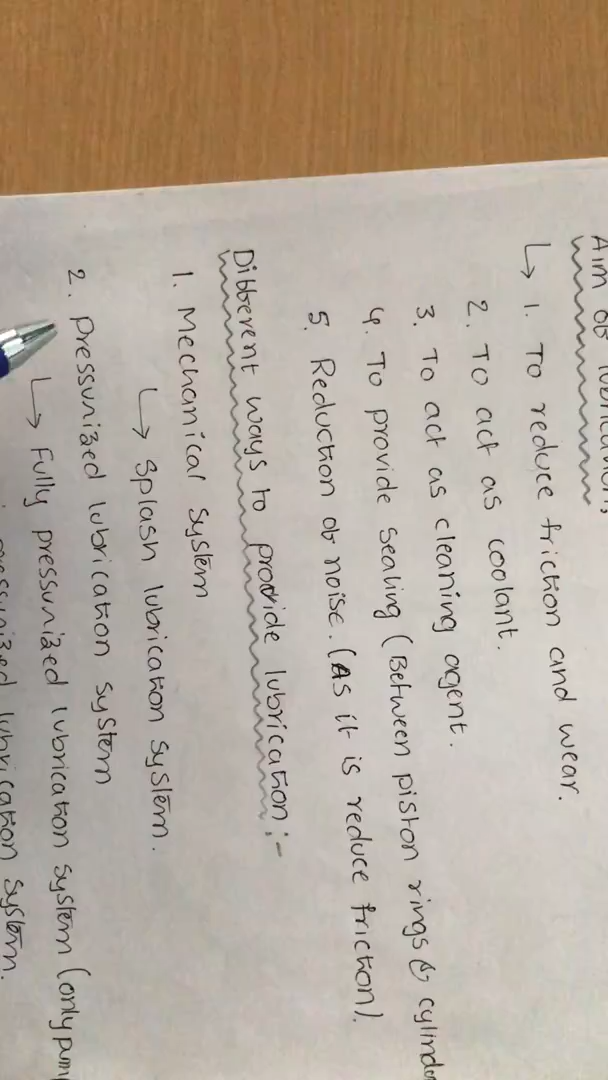 Aim of lubrication,
↳ 1. To reduce friction and wear.
2. To act as coolant.
3. To act as cleaning agent.
4. To provide sealing (Between piston rings &
5. Reduction of noise. (As it is reduce friction).
Different ways to provide lubrication :-
1. Mechanical system
↳ Splash lubrication system.
2. Pressurized lubrication system
↳ Fully pressurized lubrication system (only
lubrication system.